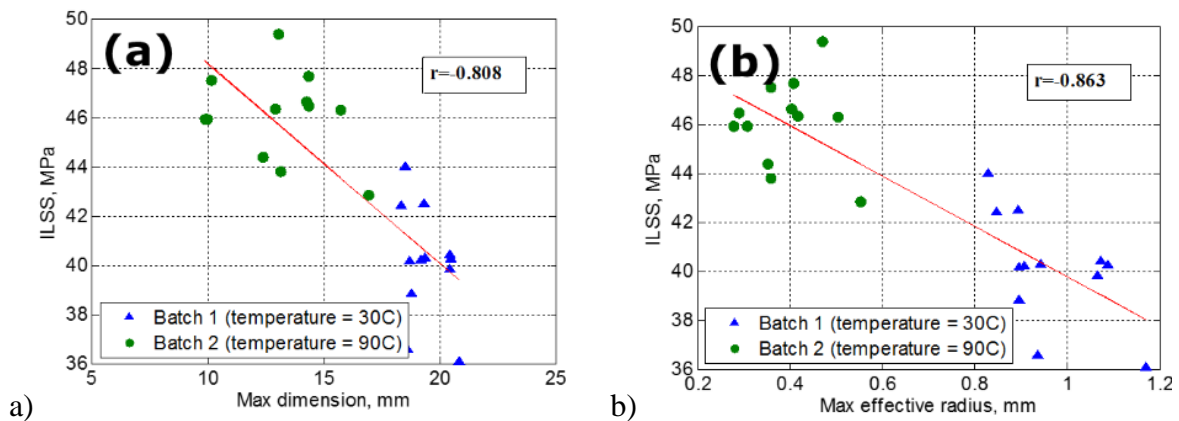 (a)
r=-0.808
ILSS, MPa
50
48
46
44
42
40
38
36
Batch 1 (temperature = 30C)
Batch 2 (temperature = 90C)
5
10
15
20
25
Max dimension, mm
a)
(b)
r=-0.863
ILSS, MPa
50
48
46
44
42
40
38
36
Batch 1 (temperature = 30C)
Batch 2 (temperature = 90C)
0.2
0.4
0.6
0.8
1
1.2
Max effective radius, mm
b)